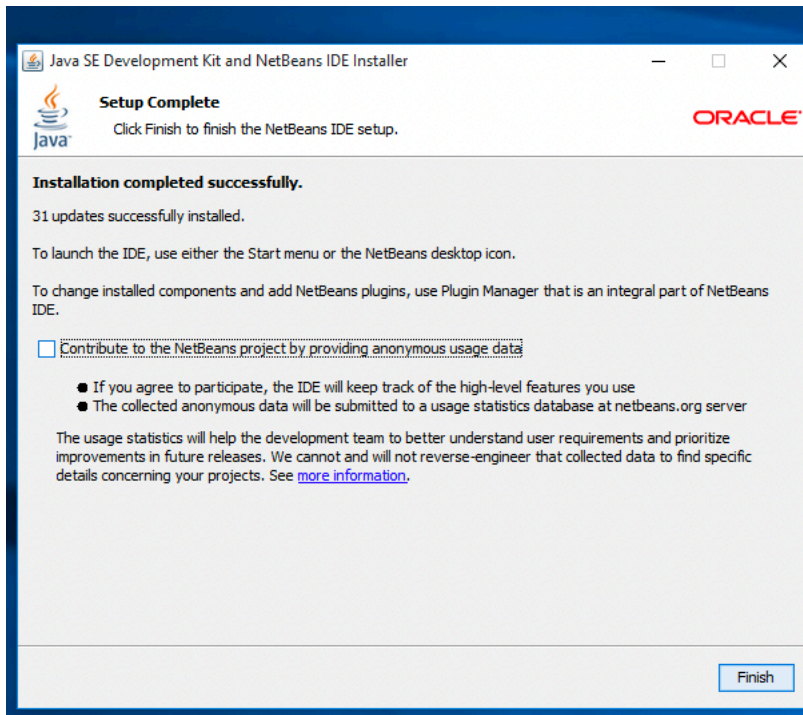 Java SE Development Kit and NetBeans IDE Installer
Setup Complete
Click Finish to finish the NetBeans IDE setup.
Java
ORACLE
Installation completed successfully.
31 updates successfully installed.
To launch the IDE, use either the Start menu or the NetBeans desktop icon.
To change installed components and add NetBeans plugins, use Plugin Manager that is an integral part of NetBeans
IDE.
Contribute to the NetBeans project by providing anonymous usage data
● If you agree to participate, the IDE will keep track of the high-level features you use
● The collected anonymous data will be submitted to a usage statistics database at netbeans.org server
The usage statistics will help the development team to better understand user requirements and prioritize
improvements in future releases. We cannot and will not reverse-engineer that collected data to find specific
details concerning your projects. See more information.
Finish